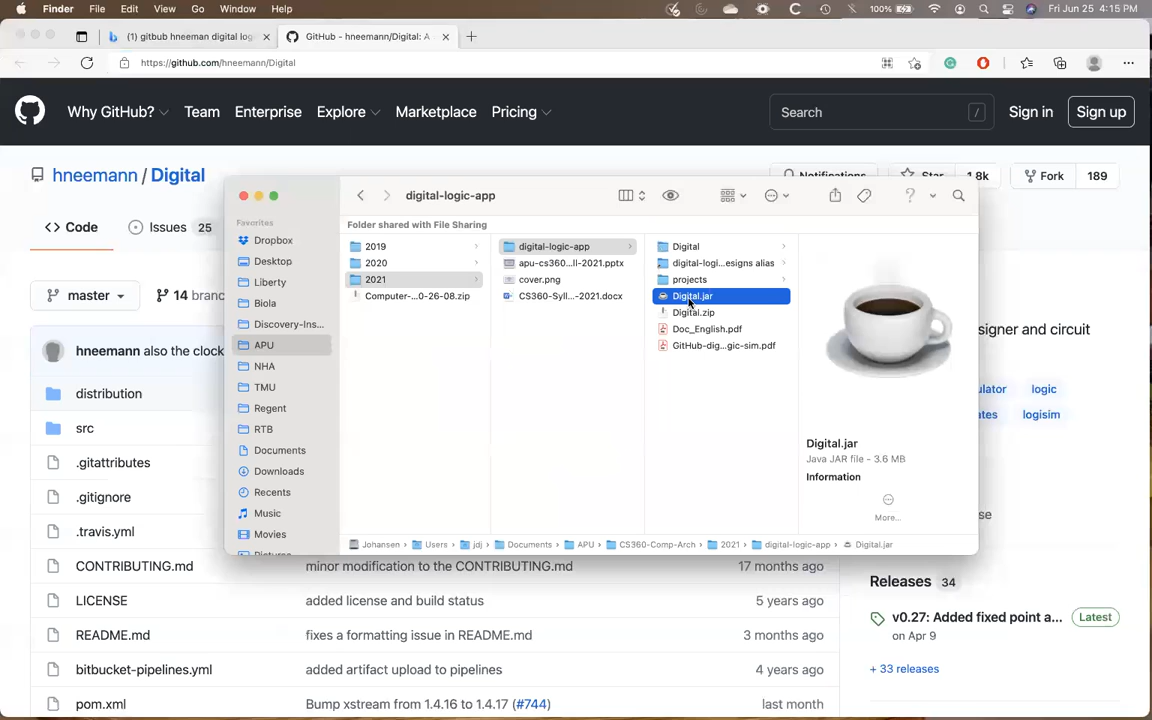 Finder File Edit View Go Window Help 100% Fri Jun 25 4:15 PM
(1) gitbub hneeman digital log
GitHub - hneemann/Digital: A
https://github.com/hneemann/Digital
Why GitHub? Team Enterprise Explore Marketplace Pricing Search / Sign in Sign up
hneemann / Digital
Notifications Star 1.8k Fork 189
Code Issues 25
master 14
hneemann also the clock
distribution
src
.gitattributes
.gitignore
.travis.yml
CONTRIBUTING.md minor modification to the CONTRIBUTING.md 17 months ago
LICENSE added license and build status 5 years ago
README.md fixes a formatting issue in README.md 3 months ago
bitbucket-pipelines.yml added artifact upload to pipelines 4 years ago
pom.xml Bump xstream from 1.4.16 to 1.4.17 (#744) last month
digital-logic-app
Folder shared with File Sharing
Favorites
Dropbox
Desktop
Liberty
Biola
Discovery-Ins...
APU
NHA
TMU
Regent
RTB
Documents
Downloads
Recents
Music
Movies
2019
2020
2021
Computer-...0-26-08.zip
digital-logic-app
apu-cs360...ll-2021.pptx
cover.png
CS360-Syll...-2021.docx
Digital
digital-logi...esigns alias
projects
Digital.jar
Digital.zip
Doc_English.pdf
GitHub-dig...gic-sim.pdf
Digital.jar
Java JAR file - 3.6 MB
Information
More...
Johansen › Users › jdj › Documents › APU › CS360-Comp-Arch › 2021 › digital-logic-app › Digital.jar
signer and circuit
ulator logic
ates logisim
se
Releases 34
v0.27: Added fixed point a... Latest
on Apr 9
+ 33 releases